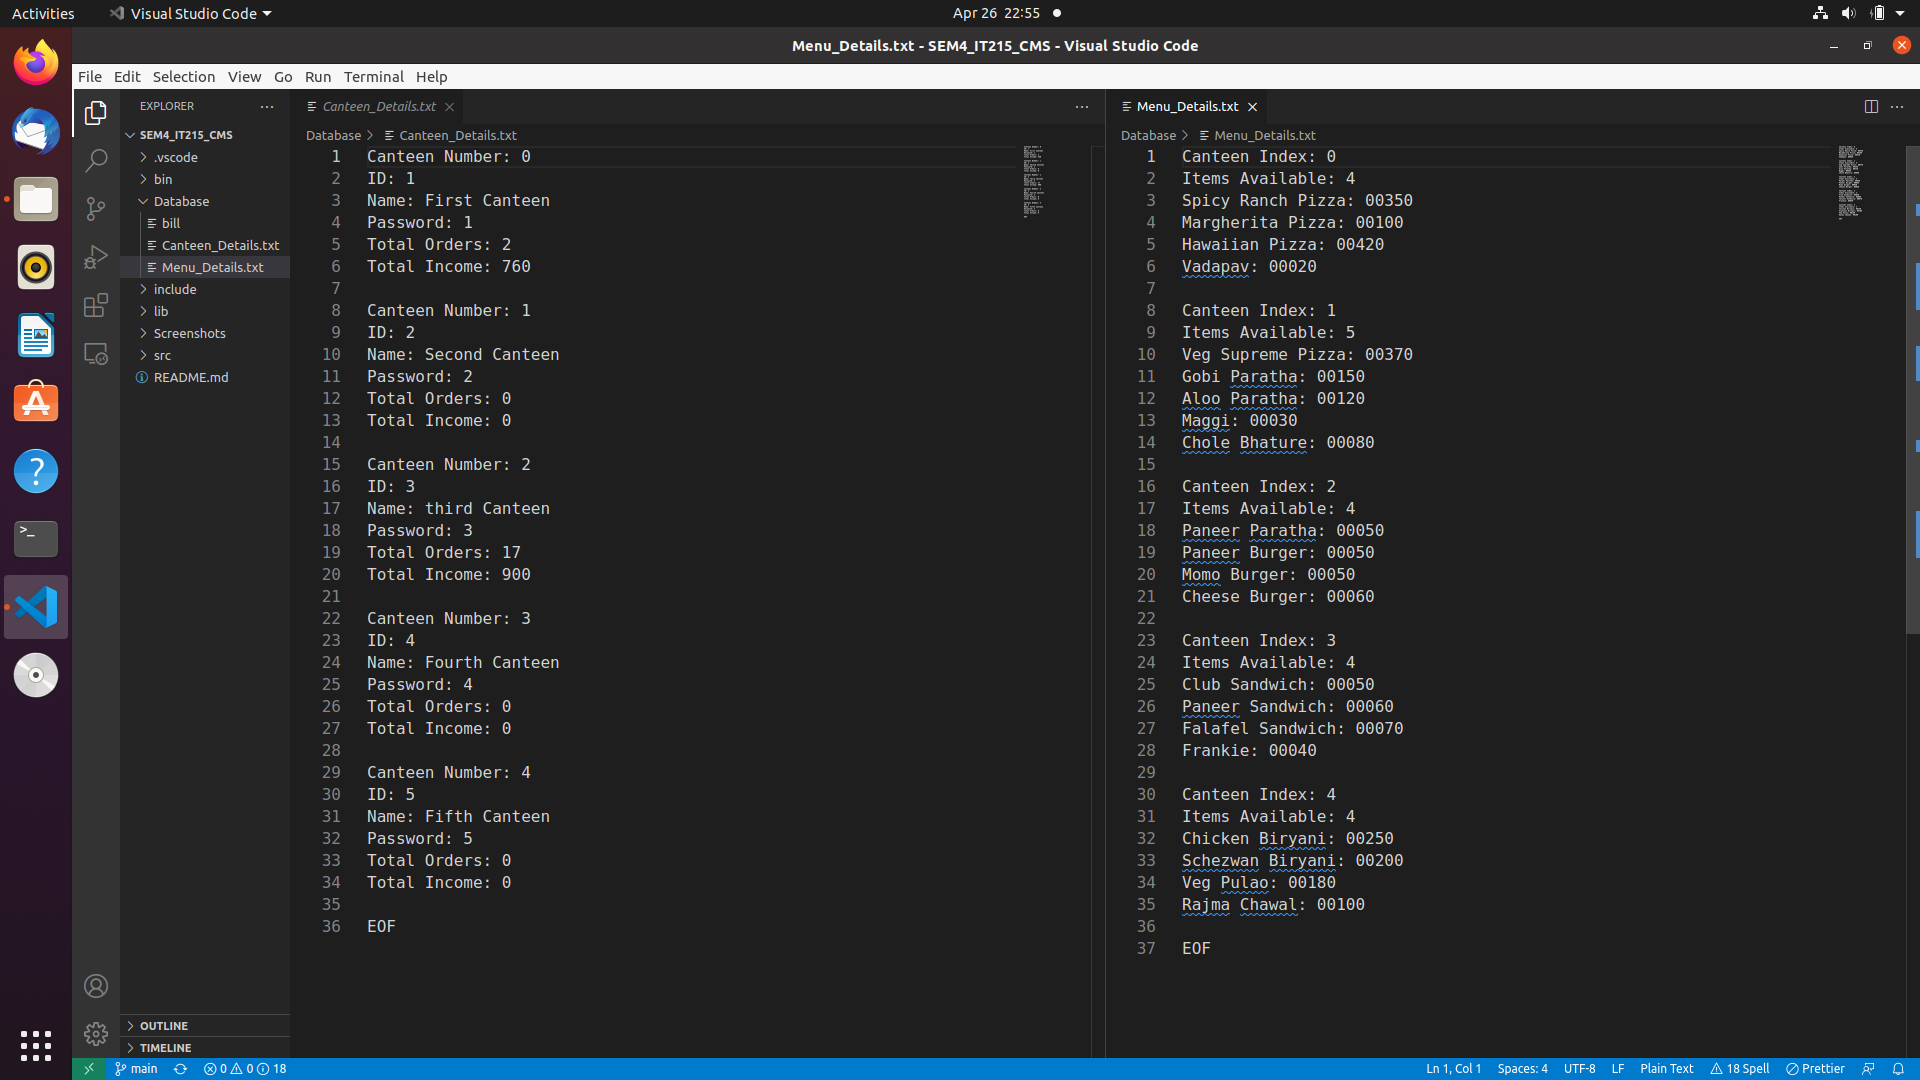 Activities
Visual Studio Code
Apr 26 22:55
Menu_Details.txt - SEM4_IT215_CMS - Visual Studio Code
File Edit Selection View Go Run Terminal Help
EXPLORER
SEM4_IT215_CMS
.vscode
bin
Database
bill
Canteen_Details.txt
Menu_Details.txt
include
lib
Screenshots
src
README.md
OUTLINE
TIMELINE
Canteen_Details.txt
Database > Canteen_Details.txt
1 Canteen Number: 0
2 ID: 1
3 Name: First Canteen
4 Password: 1
5 Total Orders: 2
6 Total Income: 760
7
8 Canteen Number: 1
9 ID: 2
10 Name: Second Canteen
11 Password: 2
12 Total Orders: 0
13 Total Income: 0
14
15 Canteen Number: 2
16 ID: 3
17 Name: third Canteen
18 Password: 3
19 Total Orders: 17
20 Total Income: 900
21
22 Canteen Number: 3
23 ID: 4
24 Name: Fourth Canteen
25 Password: 4
26 Total Orders: 0
27 Total Income: 0
28
29 Canteen Number: 4
30 ID: 5
31 Name: Fifth Canteen
32 Password: 5
33 Total Orders: 0
34 Total Income: 0
35
36 EOF
Menu_Details.txt
Database > Menu_Details.txt
1 Canteen Index: 0
2 Items Available: 4
3 Spicy Ranch Pizza: 00350
4 Margherita Pizza: 00100
5 Hawaiian Pizza: 00420
6 Vadapav: 00020
7
8 Canteen Index: 1
9 Items Available: 5
10 Veg Supreme Pizza: 00370
11 Gobi Paratha: 00150
12 Aloo Paratha: 00120
13 Maggi: 00030
14 Chole Bhature: 00080
15
16 Canteen Index: 2
17 Items Available: 4
18 Paneer Paratha: 00050
19 Paneer Burger: 00050
20 Momo Burger: 00050
21 Cheese Burger: 00060
22
23 Canteen Index: 3
24 Items Available: 4
25 Club Sandwich: 00050
26 Paneer Sandwich: 00060
27 Falafel Sandwich: 00070
28 Frankie: 00040
29
30 Canteen Index: 4
31 Items Available: 4
32 Chicken Biryani: 00250
33 Schezwan Biryani: 00200
34 Veg Pulao: 00180
35 Rajma Chawal: 00100
36
37 EOF
main 0 0 18
Ln 1, Col 1 Spaces: 4 UTF-8 LF Plain Text 18 Spell Prettier